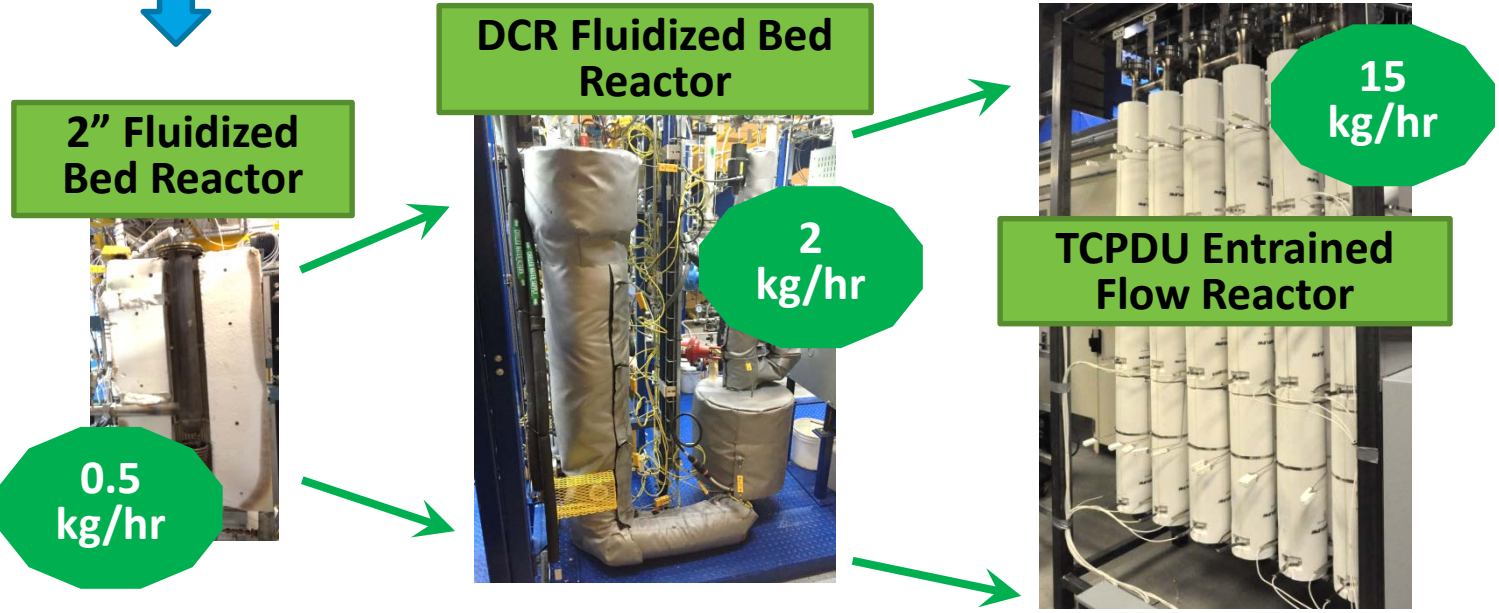 2” Fluidized
Bed Reactor
0.5
kg/hr
DCR Fluidized Bed
Reactor
2
kg/hr
15
kg/hr
TCPDU Entrained
Flow Reactor